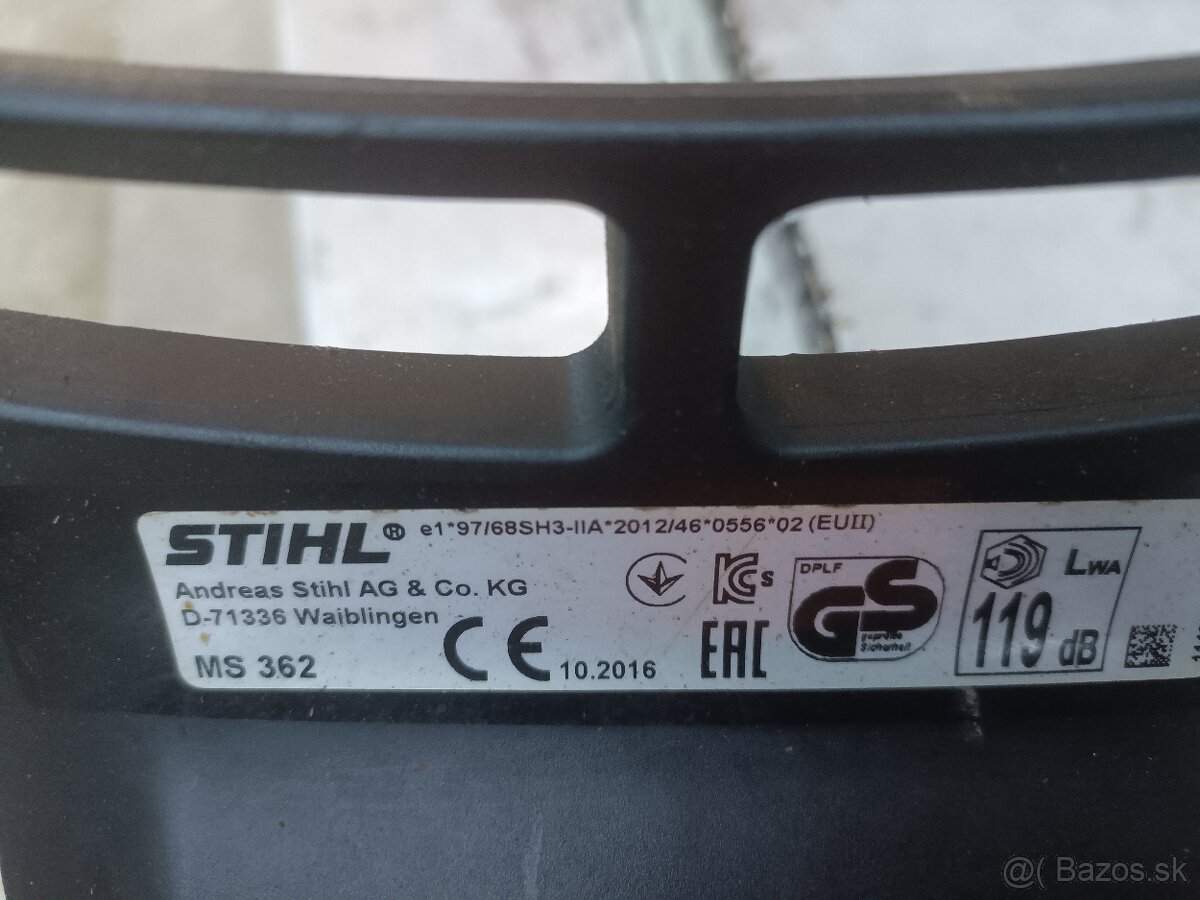 STIHL® e1*97/68SH3-IIA*2012/46*0556*02 (EUII)
Andreas Stihl AG & Co. KG
D-71336 Waiblingen
MS 362
CE 10.2016
KC s
EAC
DPLF
GS
geprüfte
Sicherheit
LWA
119 dB
@( Bazos.sk